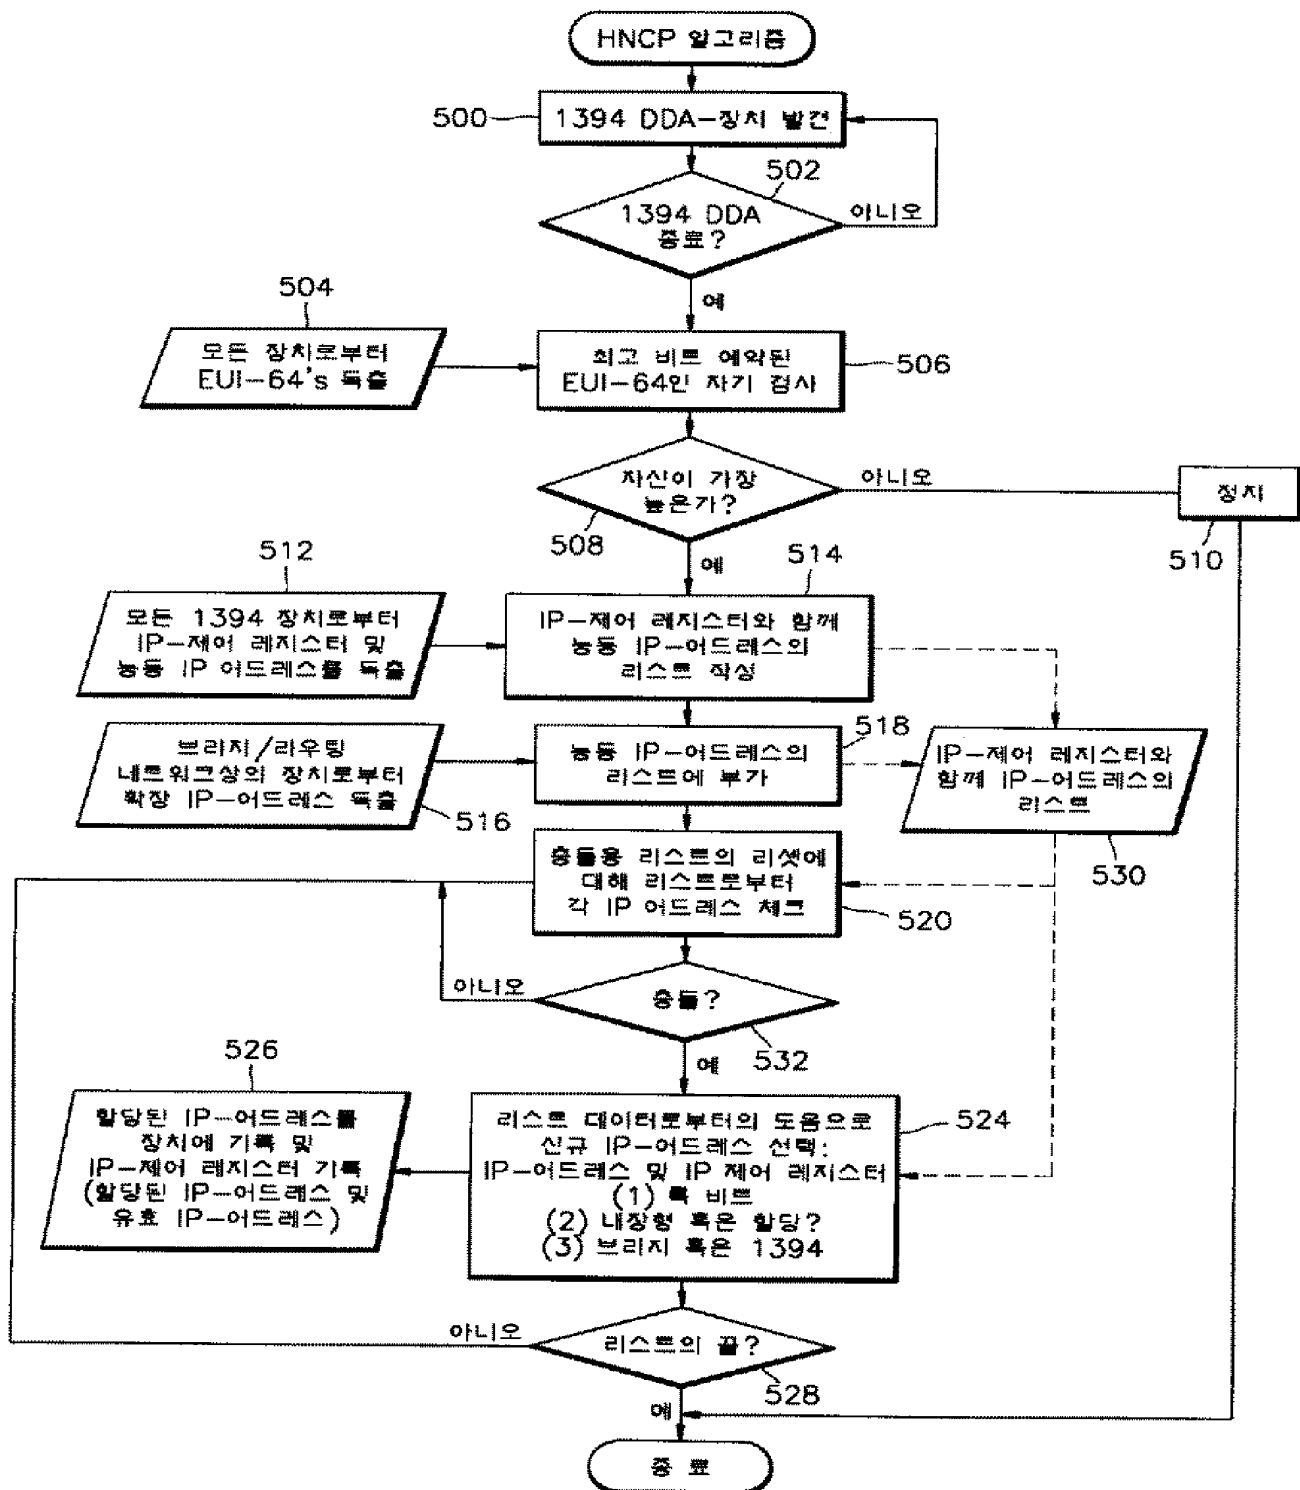 HNCP 알고리즘
500
1394 DDA-장치 발견
502
1394 DDA
종료?
아니오
예
504
모든 장치로부터
EUI-64's 독출
최고 비트 예약된
EUI-64인 자기 검사
506
자신이 가장
높은가?
아니오
508
예
정지
510
512
모든 1394 장치로부터
IP-제어 레지스터 및
능동 IP 어드레스를 독출
514
IP-제어 레지스터와 함께
능동 IP-어드레스의
리스트 작성
브리지/라우팅
네트워크상의 장치로부터
확장 IP-어드레스 독출
516
능동 IP-어드레스의
리스트에 부가
518
IP-제어 레지스터와
함께 IP-어드레스의
리스트
530
충돌용 리스트의 리셋에
대해 리스트로부터
각 IP 어드레스 체크
520
아니오
충돌?
532
예
526
할당된 IP-어드레스를
장치에 기록 및
IP-제어 레지스터 기록
(할당된 IP-어드레스 및
유효 IP-어드레스)
리스트 데이터로부터의 도움으로
신규 IP-어드레스 선택:
IP-어드레스 및 IP 제어 레지스터
(1) 록 비트
(2) 내장형 혹은 할당?
(3) 브리지 혹은 1394
524
아니오
리스트의 끝?
528
예
종료